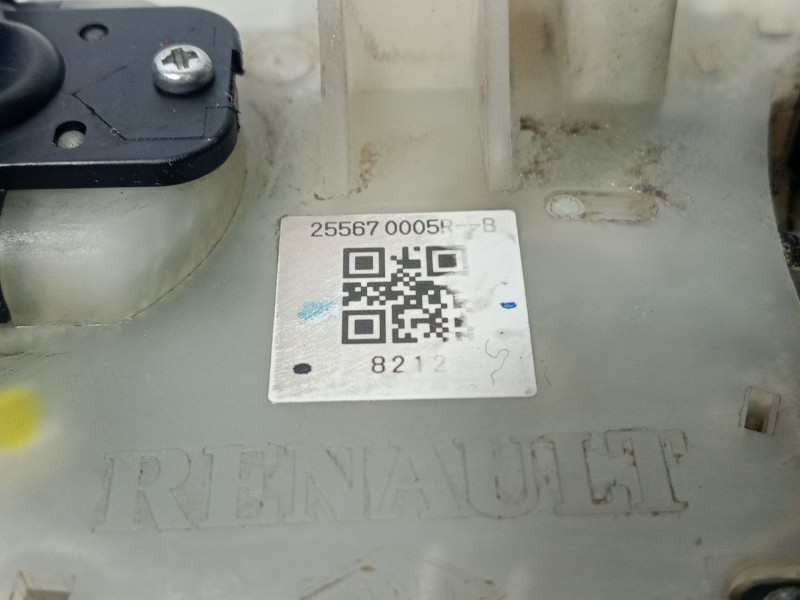 25567 0005R--B
8212
RENAULT